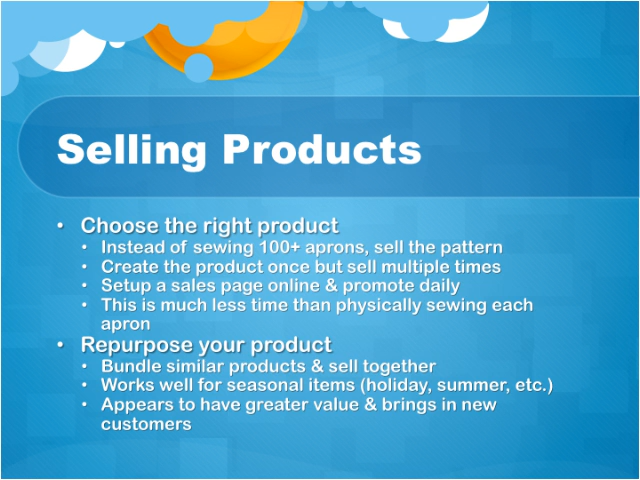 Selling Products
• Choose the right product
• Instead of sewing 100+ aprons, sell the pattern
• Create the product once but sell multiple times
• Setup a sales page online & promote daily
• This is much less time than physically sewing each
apron
• Repurpose your product
• Bundle similar products & sell together
• Works well for seasonal items (holiday, summer, etc.)
• Appears to have greater value & brings in new
customers